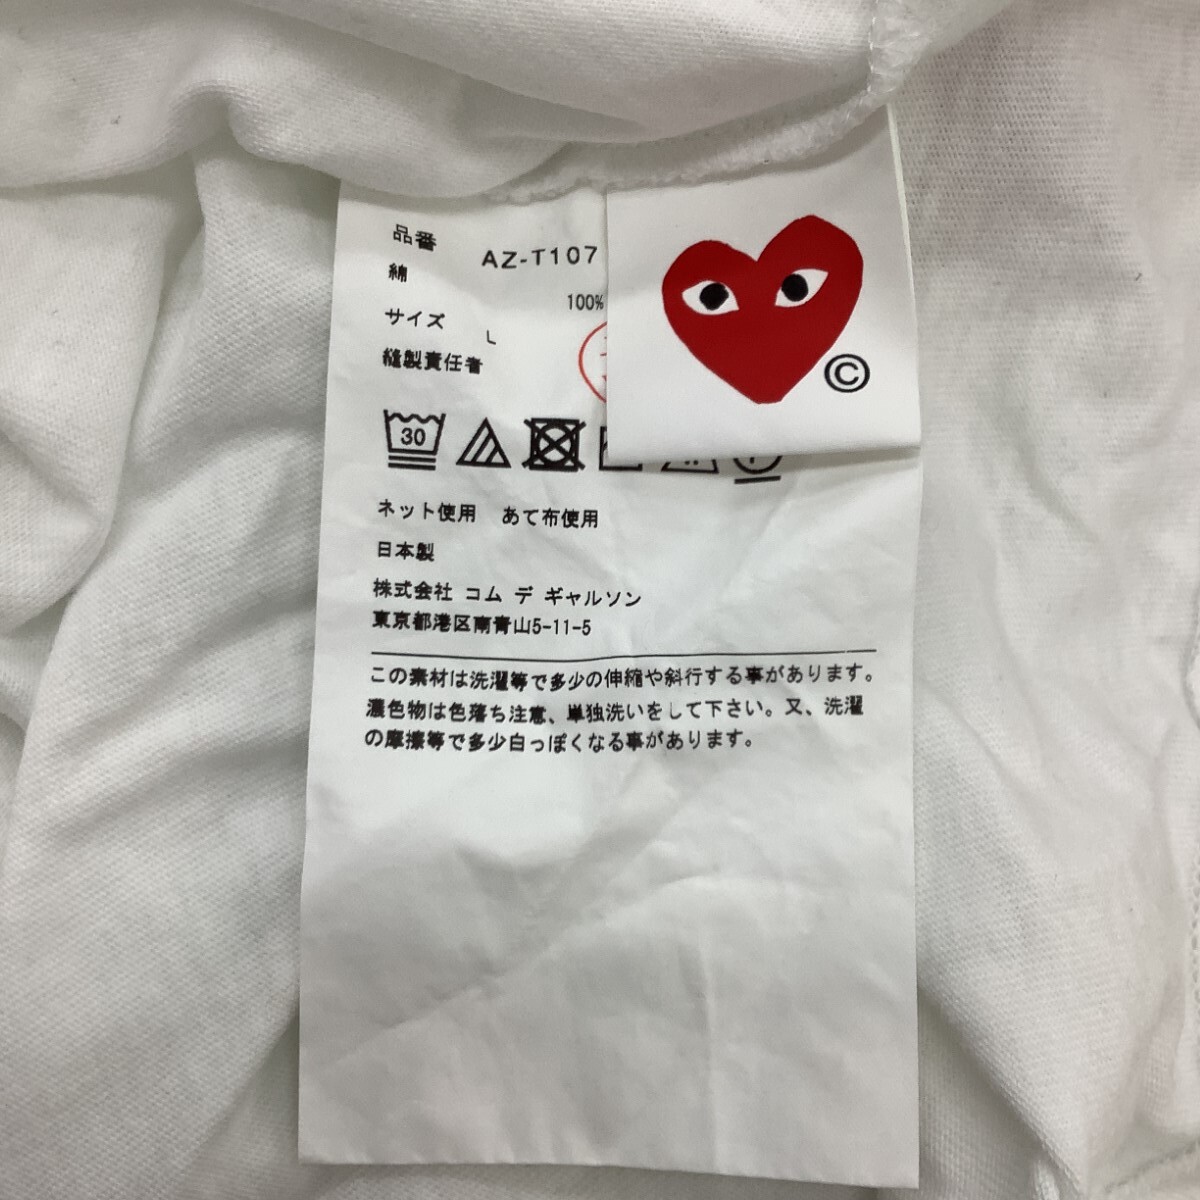 品番 AZ-T107
綿 100%
サイズ L
縫製責任者
©
30
ネット使用 あて布使用
日本製
株式会社 コム デ ギャルソン
東京都港区南青山5-11-5
この素材は洗濯等で多少の伸縮や斜行する事があります。
濃色物は色落ち注意、単独洗いをして下さい。又、洗濯
の摩擦等で多少白っぽくなる事があります。